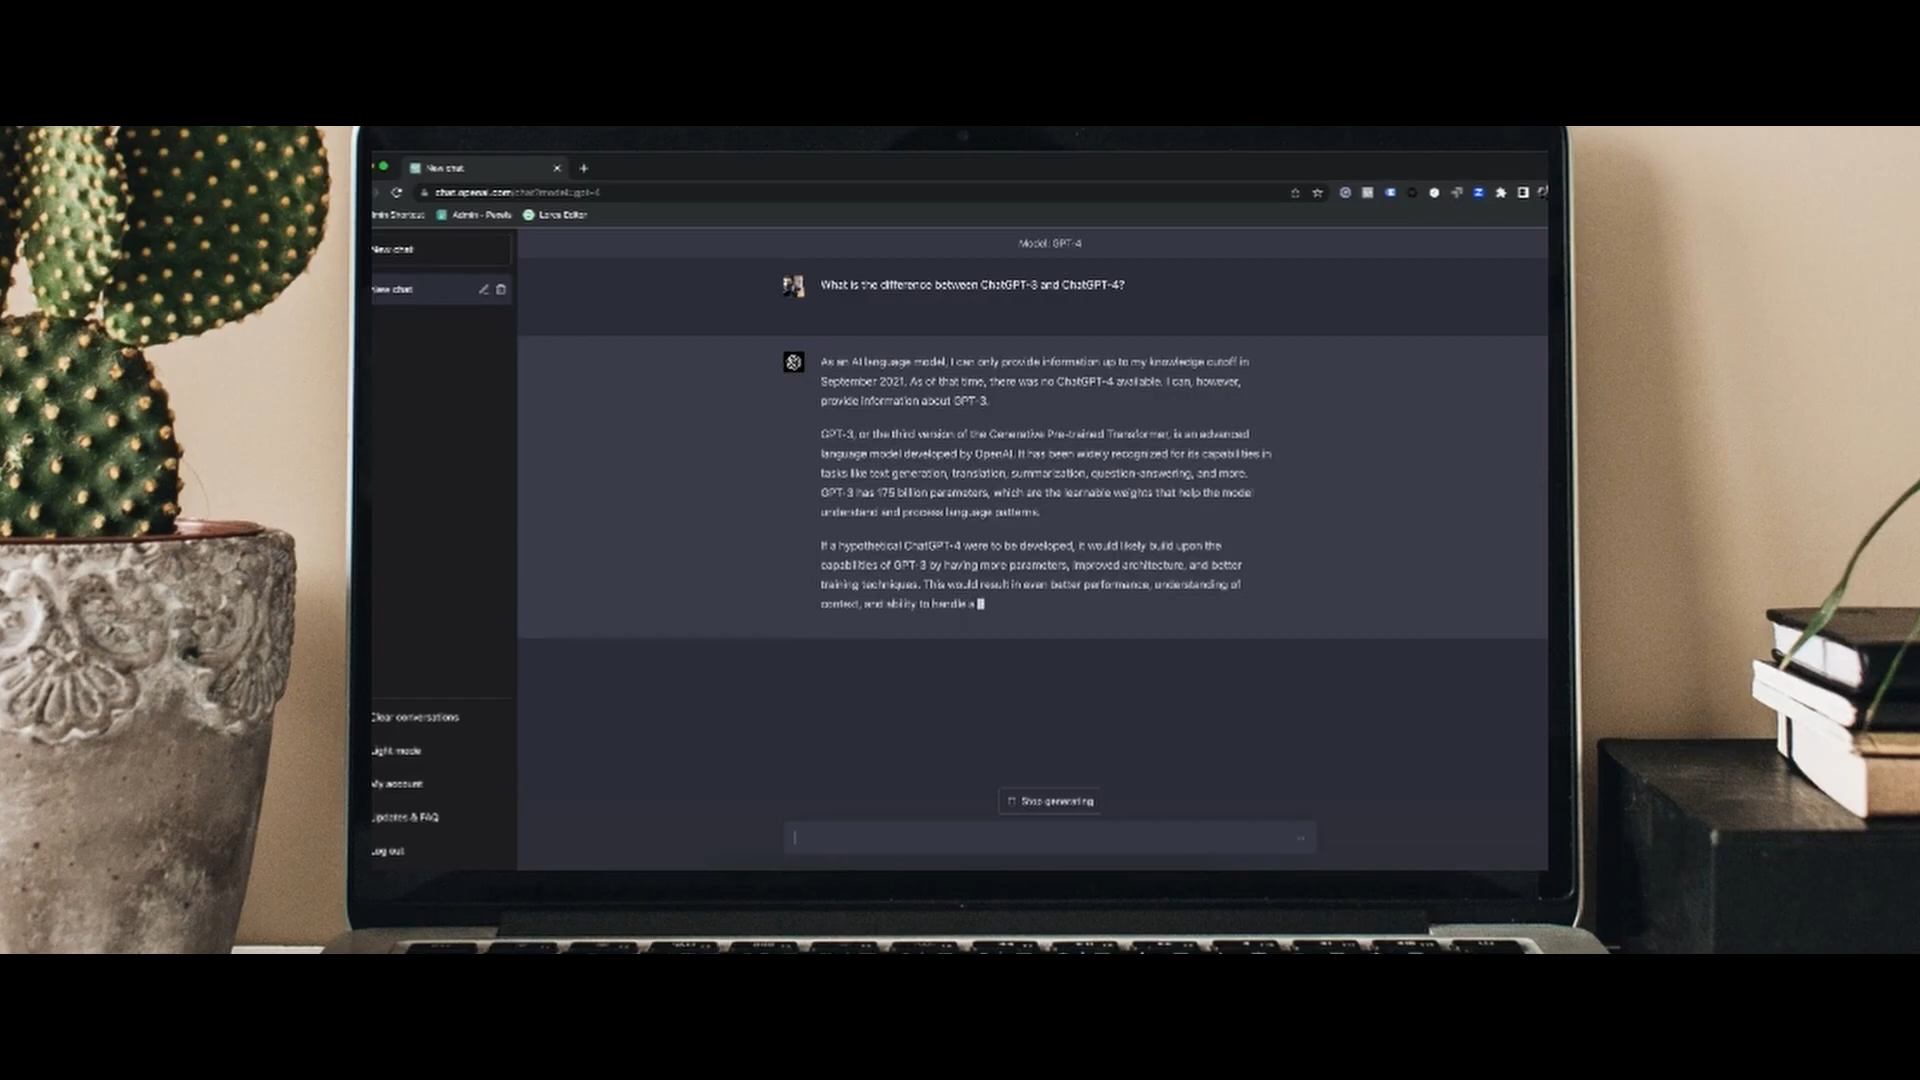 New chat
chat.openai.com/chat?model=gpt-4
Admin - Pexels
Lorca Editor
New chat
New chat
Model: GPT-4
What is the difference between ChatGPT-3 and ChatGPT-4?
As an AI language model, I can only provide information up to my knowledge cutoff in
September 2021. As of that time, there was no ChatGPT-4 available. I can, however,
provide information about GPT-3.
GPT-3, or the third version of the Generative Pre-trained Transformer, is an advanced
language model developed by OpenAI. It has been widely recognized for its capabilities in
tasks like text generation, translation, summarization, question-answering, and more.
GPT-3 has 175 billion parameters, which are the learnable weights that help the model
understand and process language patterns.
If a hypothetical ChatGPT-4 were to be developed, it would likely build upon the
capabilities of GPT-3 by having more parameters, improved architecture, and better
training techniques. This would result in even better performance, understanding of
context, and ability to handle a
Clear conversations
Light mode
My account
Updates & FAQ
Log out
Stop generating